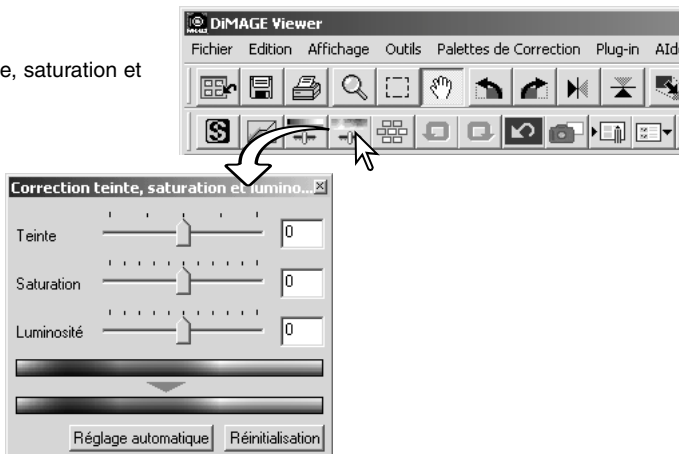 DiMAGE Viewer
Fichier Edition Affichage Outils Palettes de Correction Plug-in AId
e, saturation et
S
Correction teinte, saturation et lumino...
Teinte 0
Saturation 0
Luminosité 0
Réglage automatique Réinitialisation